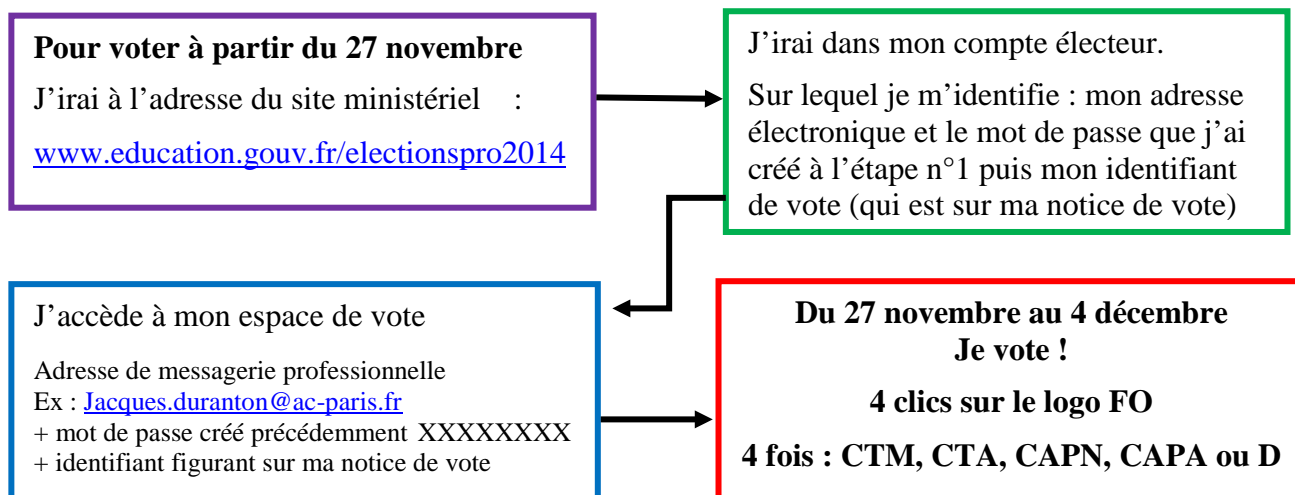 Pour voter à partir du 27 novembre
J’irai à l’adresse du site ministériel :
www.education.gouv.fr/electionspro2014
J’irai dans mon compte électeur.
Sur lequel je m’identifie : mon adresse
électronique et le mot de passe que j’ai
créé à l’étape n°1 puis mon identifiant
de vote (qui est sur ma notice de vote)
J’accède à mon espace de vote
Adresse de messagerie professionnelle
Ex : Jacques.duranton@ac-paris.fr
+ mot de passe créé précédemment XXXXXXXX
+ identifiant figurant sur ma notice de vote
Du 27 novembre au 4 décembre
Je vote !
4 clics sur le logo FO
4 fois : CTM, CTA, CAPN, CAPA ou D